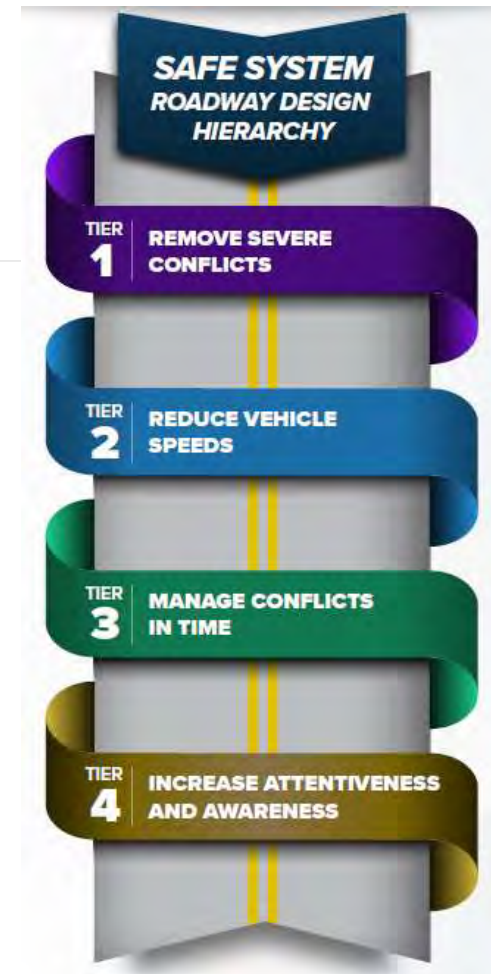 SAFE SYSTEM
ROADWAY DESIGN
HIERARCHY
TIER
1
REMOVE SEVERE
CONFLICTS
TIER
2
REDUCE VEHICLE
SPEEDS
TIER
3
MANAGE CONFLICTS
IN TIME
TIER
4
INCREASE ATTENTIVENESS
AND AWARENESS